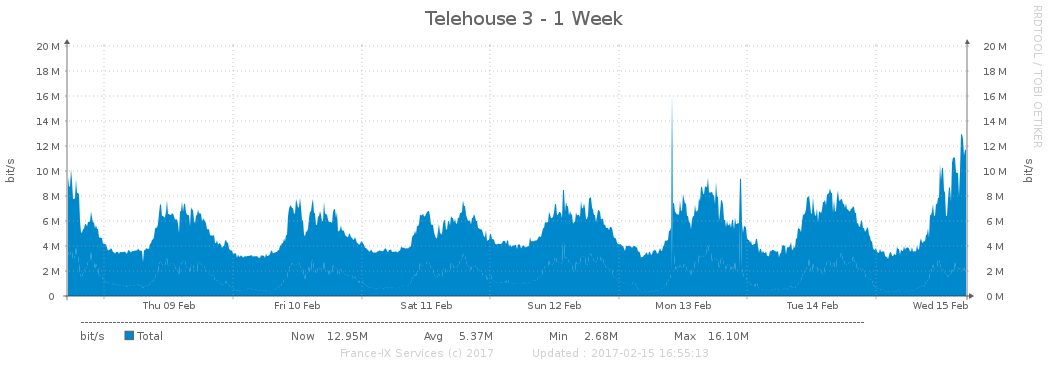 Telehouse 3 - 1 Week
RRDTOOL / TOBI OETIKER
20 M 20 M
18 M 18 M
16 M 16 M
14 M 14 M
12 M 12 M
10 M 10 M
8 M 8 M
6 M 6 M
4 M 4 M
2 M 2 M
0 0 M
bit/s bit/s
Thu 09 Feb Fri 10 Feb Sat 11 Feb Sun 12 Feb Mon 13 Feb Tue 14 Feb Wed 15 Feb
bit/s Total Now 12.95M Avg 5.37M Min 2.68M Max 16.10M
France-IX Services (c) 2017 Updated : 2017-02-15 16:55:13